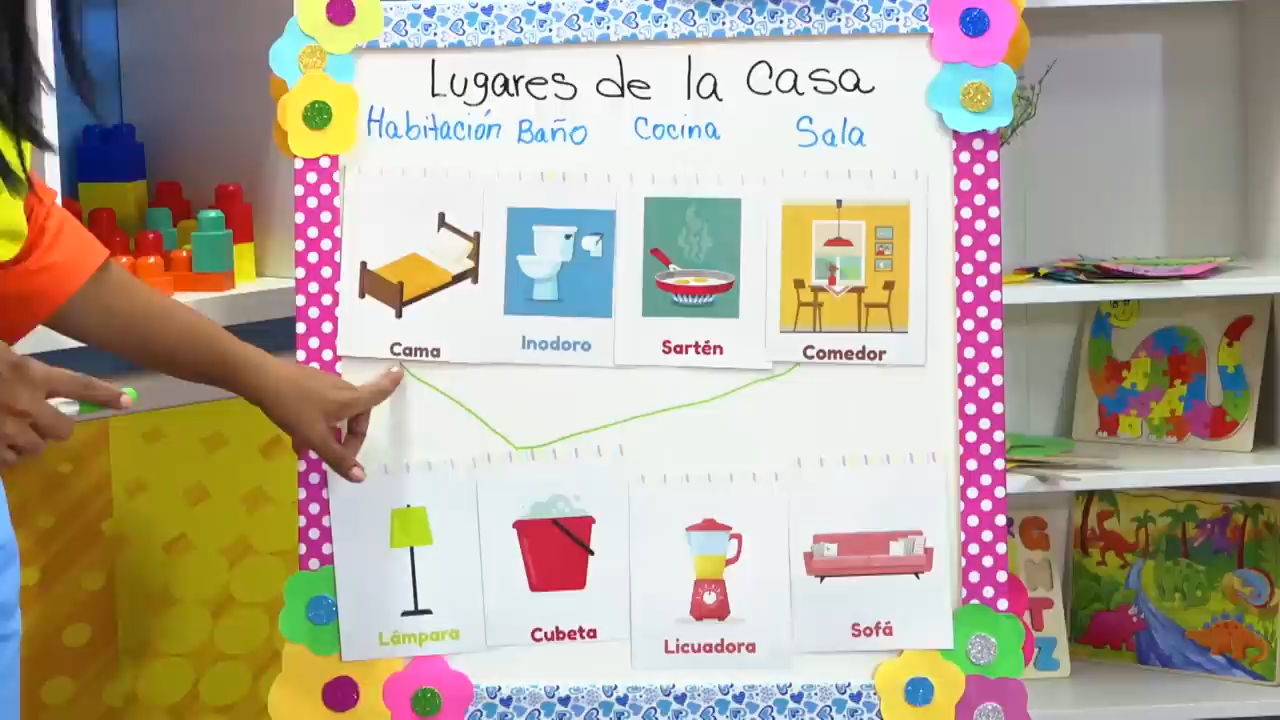 Lugares de la Casa
Habitación Baño Cocina Sala
Cama Inodoro Sartén Comedor
Lámpara Cubeta Licuadora Sofá
G
N
T
Z